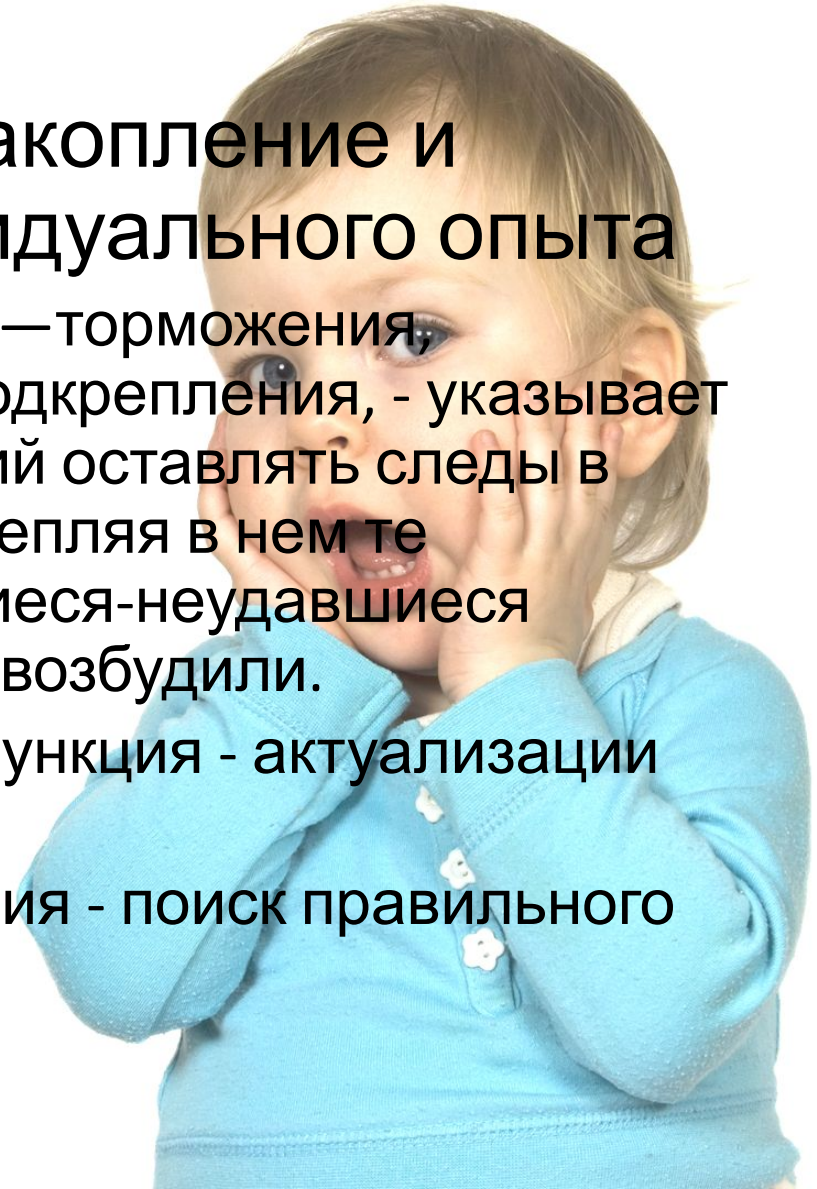 акопление и
идуального опыта
—торможения,
одкрепления, - указывает
ий оставлять следы в
епляя в нем те
иеся-неудавшиеся
возбудили.
ункция - актуализации
ия - поиск правильного